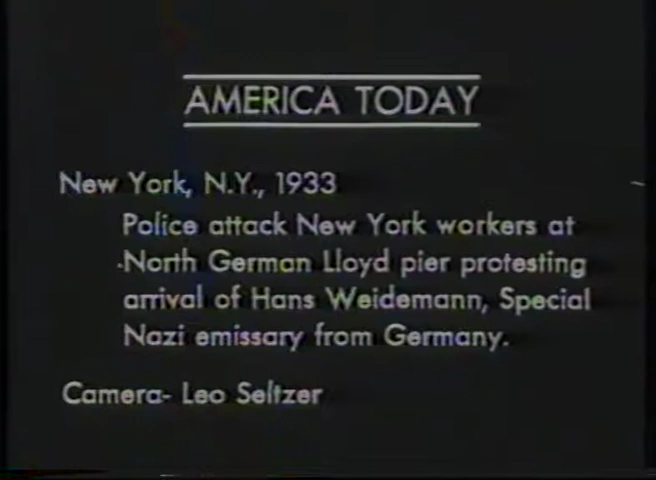 AMERICA TODAY
New York, N.Y., 1933
Police attack New York workers at
North German Lloyd pier protesting
arrival of Hans Weidemann, Special
Nazi emissary from Germany.
Camera- Leo Seltzer